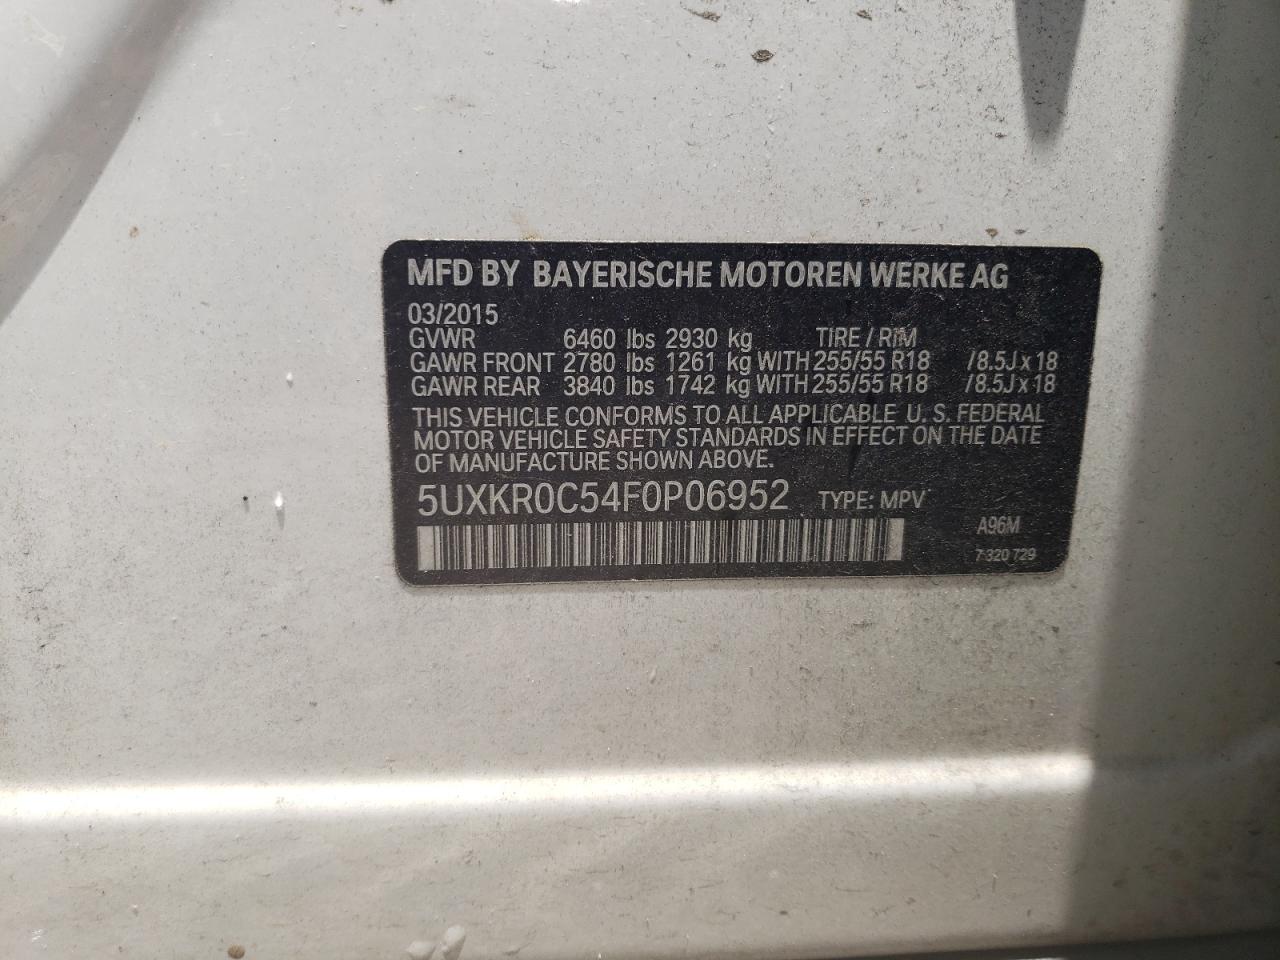 MFD BY BAYERISCHE MOTOREN WERKE AG
03/2015
GVWR 6460 lbs 2930 kg TIRE / RIM
GAWR FRONT 2780 lbs 1261 kg WITH 255/55 R18 /8.5J x 18
GAWR REAR 3840 lbs 1742 kg WITH 255/55 R18 /8.5J x 18
THIS VEHICLE CONFORMS TO ALL APPLICABLE U. S. FEDERAL
MOTOR VEHICLE SAFETY STANDARDS IN EFFECT ON THE DATE
OF MANUFACTURE SHOWN ABOVE.
5UXKR0C54F0P06952 TYPE: MPV
A96M
7 320 729